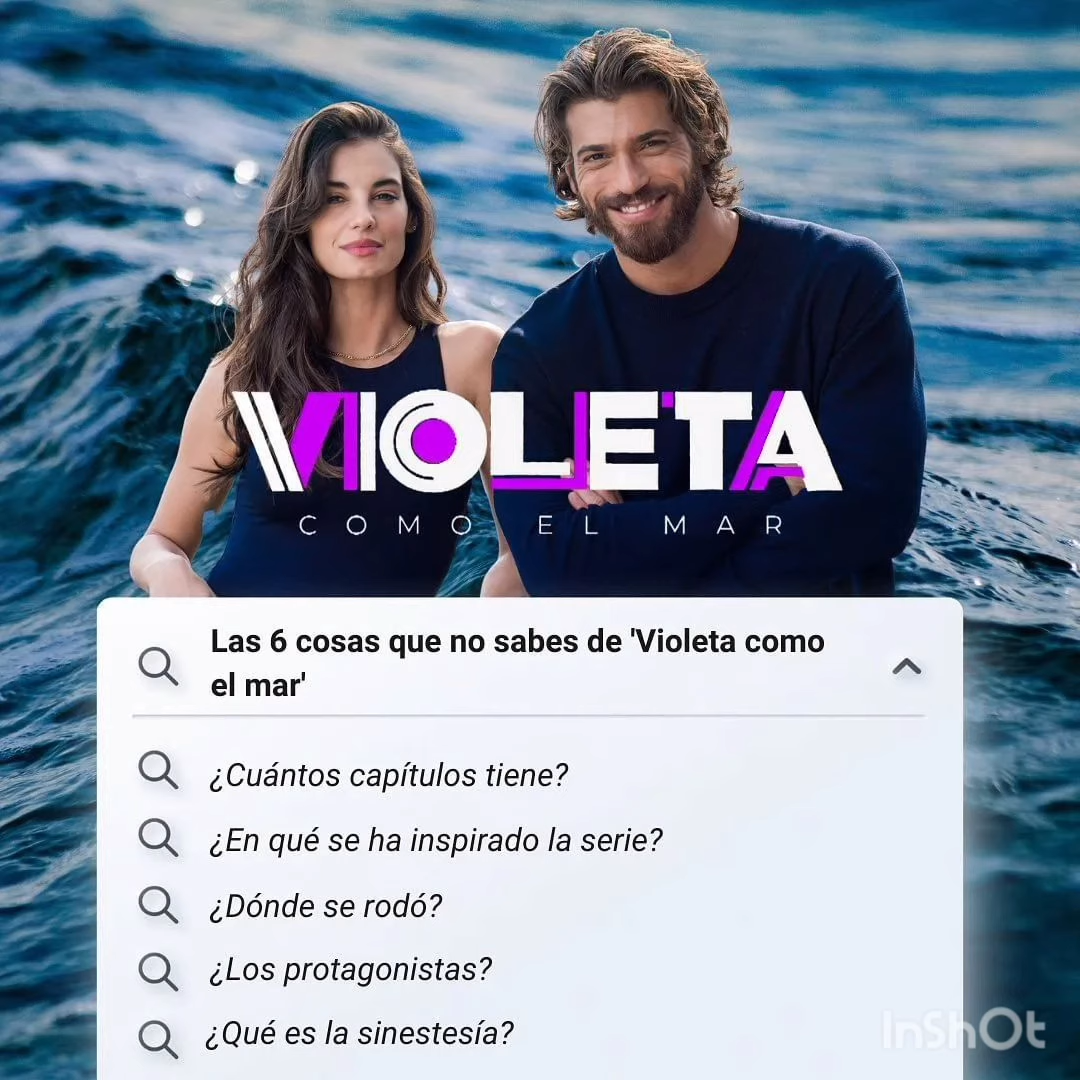 VIOLETA
COMO EL MAR
Las 6 cosas que no sabes de 'Violeta como
el mar'
¿Cuántos capítulos tiene?
¿En qué se ha inspirado la serie?
¿Dónde se rodó?
¿Los protagonistas?
¿Qué es la sinestesía?
InShOt